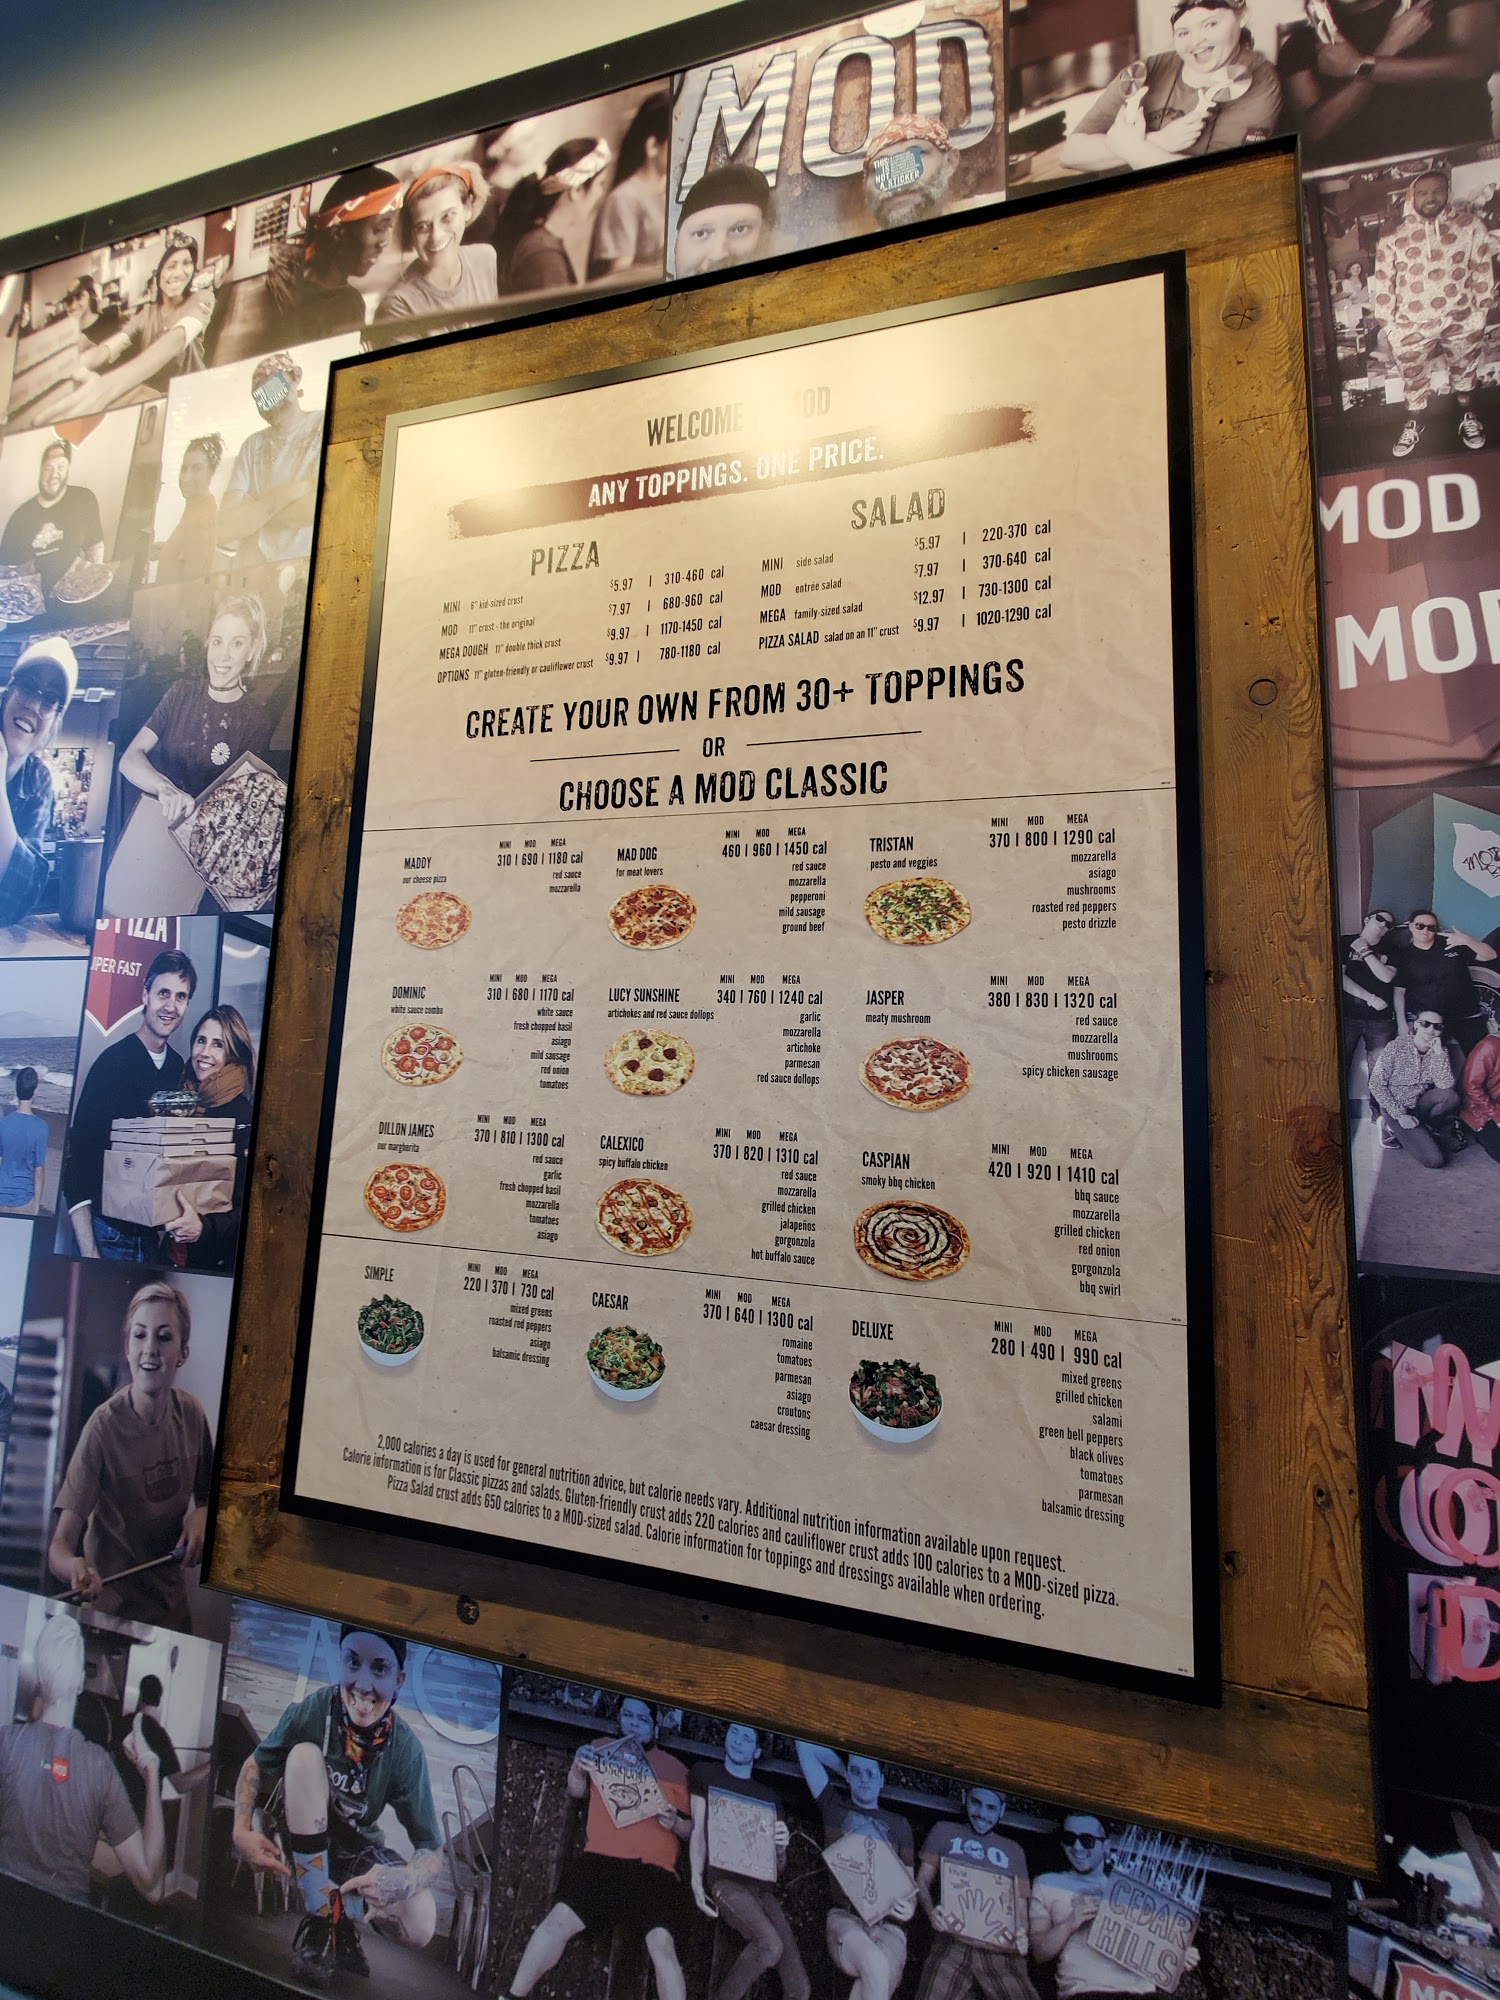 MOD
THIS IS NOT A STICKER
WELCOME
ANY TOPPINGS. ONE PRICE.
PIZZA
MINI 6" kid-sized crust $5.97 | 310-460 cal
MOD 11" crust - the original $7.97 | 680-960 cal
MEGA DOUGH 11" double thick crust $9.97 | 1170-1450 cal
OPTIONS 11" gluten-friendly or cauliflower crust $9.97 | 780-1180 cal
SALAD
MINI side salad $5.97 | 220-370 cal
MOD entrée salad $7.97 | 370-640 cal
MEGA family-sized salad $12.97 | 730-1300 cal
PIZZA SALAD salad on an 11" crust $9.97 | 1020-1290 cal
CREATE YOUR OWN FROM 30+ TOPPINGS
OR
CHOOSE A MOD CLASSIC
MADDY
our cheese pizza
MINI MOD MEGA
310 | 690 | 1180 cal
red sauce
mozzarella
MAD DOG
for meat lovers
MINI MOD MEGA
460 | 960 | 1450 cal
red sauce
mozzarella
pepperoni
mild sausage
ground beef
TRISTAN
pesto and veggies
MINI MOD MEGA
370 | 800 | 1290 cal
mozzarella
asiago
mushrooms
roasted red peppers
pesto drizzle
DOMINIC
white sauce combo
MINI MOD MEGA
310 | 680 | 1170 cal
white sauce
fresh chopped basil
asiago
mild sausage
red onion
tomatoes
LUCY SUNSHINE
artichokes and red sauce dollops
MINI MOD MEGA
340 | 760 | 1240 cal
garlic
mozzarella
artichoke
parmesan
red sauce dollops
JASPER
meaty mushroom
MINI MOD MEGA
380 | 830 | 1320 cal
red sauce
mozzarella
mushrooms
spicy chicken sausage
DILLON JAMES
our margherita
MINI MOD MEGA
370 | 810 | 1300 cal
red sauce
garlic
fresh chopped basil
mozzarella
tomatoes
asiago
CALEXICO
spicy buffalo chicken
MINI MOD MEGA
370 | 820 | 1310 cal
red sauce
mozzarella
grilled chicken
jalapeños
gorgonzola
hot buffalo sauce
CASPIAN
smoky bbq chicken
MINI MOD MEGA
420 | 920 | 1410 cal
bbq sauce
mozzarella
grilled chicken
red onion
gorgonzola
bbq swirl
SIMPLE
MINI MOD MEGA
220 | 370 | 730 cal
mixed greens
roasted red peppers
asiago
balsamic dressing
CAESAR
MINI MOD MEGA
370 | 640 | 1300 cal
romaine
tomatoes
parmesan
asiago
croutons
caesar dressing
DELUXE
MINI MOD MEGA
280 | 490 | 990 cal
mixed greens
grilled chicken
salami
green bell peppers
black olives
tomatoes
parmesan
balsamic dressing
2,000 calories a day is used for general nutrition advice, but calorie needs vary. Additional nutrition information available upon request.
Calorie information is for Classic pizzas and salads. Gluten-friendly crust adds 220 calories and cauliflower crust adds 100 calories to a MOD-sized pizza.
Pizza Salad crust adds 650 calories to a MOD-sized salad. Calorie information for toppings and dressings available when ordering.
MOD
MOD
PIZZA
PER FAST
MOD
100
CEDAR
HILLS